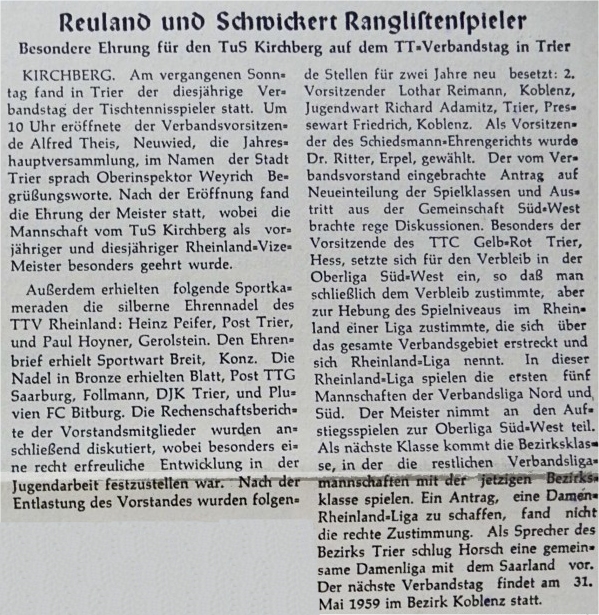 Reuland und Schwickert Ranglistenspieler
Besondere Ehrung für den TuS Kirchberg auf dem TT-Verbandstag in Trier
KIRCHBERG. Am vergangenen Sonn-
tag fand in Trier der diesjährige Ver-
bandstag der Tischtennisspieler statt. Um
10 Uhr eröffnete der Verbandsvorsitzen-
de Alfred Theis, Neuwied, die Jahres-
hauptversammlung, im Namen der Stadt
Trier sprach Oberinspektor Weyrich Be-
grüßungsworte. Nach der Eröffnung fand
die Ehrung der Meister statt, wobei die
Mannschaft vom TuS Kirchberg als vor-
jähriger und diesjähriger Rheinland-Vize-
Meister besonders geehrt wurde.
Außerdem erhielten folgende Sportka-
meraden die silberne Ehrennadel des
TTV Rheinland: Heinz Peifer, Post Trier,
und Paul Hoyner, Gerolstein. Den Ehren-
brief erhielt Sportwart Breit, Konz. Die
Nadel in Bronze erhielten Blatt, Post TTG
Saarburg, Follmann, DJK Trier, und Plu-
vien FC Bitburg. Die Rechenschaftsberich-
te der Vorstandsmitglieder wurden an-
schließend diskutiert, wobei besonders ei-
ne recht erfreuliche Entwicklung in der
Jugendarbeit festzustellen war. Nach der
Entlastung des Vorstandes wurden folgen-
de Stellen für zwei Jahre neu besetzt: 2.
Vorsitzender Lothar Reimann, Koblenz,
Jugendwart Richard Adamitz, Trier, Pres-
sewart Friedrich, Koblenz. Als Vorsitzen-
der des Schiedsmann-Ehrengerichts wurde
Dr. Ritter, Erpel, gewählt. Der vom Ver-
bandsvorstand eingebrachte Antrag auf
Neueinteilung der Spielklassen und Aus-
tritt aus der Gemeinschaft Süd-West
brachte rege Diskussionen. Besonders der
Vorsitzende des TTC Gelb-Rot Trier,
Hess, setzte sich für den Verbleib in der
Oberliga Süd-West ein, so daß man
schließlich dem Verbleib zustimmte, aber
zur Hebung des Spielniveaus im Rhein-
land einer Liga zustimmte, die sich über
das gesamte Verbandsgebiet erstreckt und
sich Rheinland-Liga nennt. In dieser
Rheinland-Liga spielen die ersten fünf
Mannschaften der Verbandsliga Nord und
Süd. Der Meister nimmt an den Auf-
stiegsspielen zur Oberliga Süd-West teil.
Als nächste Klasse kommt die Bezirksklas-
se, in der die restlichen Verbandsliga-
mannschaften mit der jetzigen Bezirks-
klasse spielen. Ein Antrag, eine Damen-
Rheinland-Liga zu schaffen, fand nicht
die rechte Zustimmung. Als Sprecher des
Bezirks Trier schlug Horsch eine gemein-
same Damenliga mit dem Saarland vor.
Der nächste Verbandstag findet am 31.
Mai 1959 im Bezirk Koblenz statt.